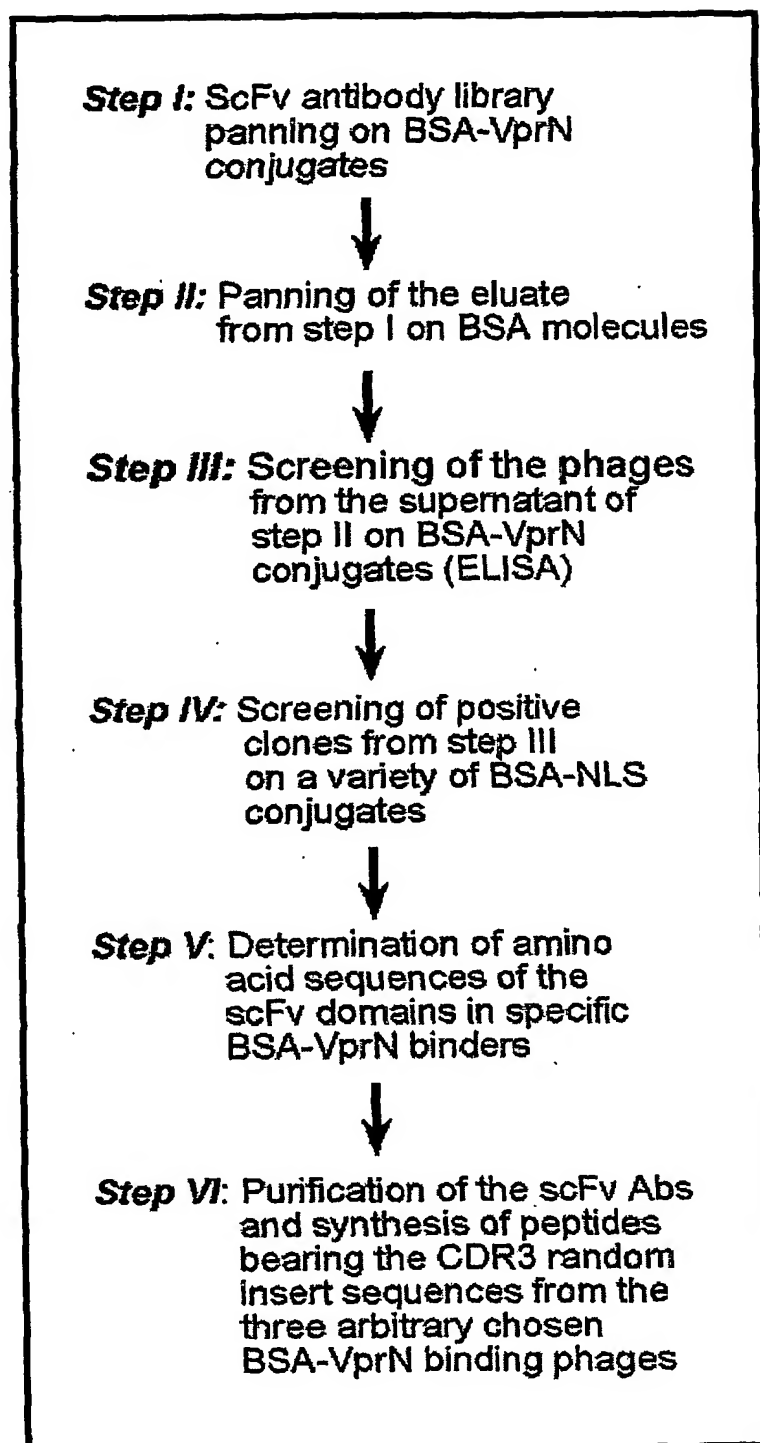 Step I: ScFv antibody library
panning on BSA-VprN
conjugates
Step II: Panning of the eluate
from step I on BSA molecules
Step III: Screening of the phages
from the supernatant of
step II on BSA-VprN
conjugates (ELISA)
Step IV: Screening of positive
clones from step III
on a variety of BSA-NLS
conjugates
Step V: Determination of amino
acid sequences of the
scFv domains in specific
BSA-VprN binders
Step VI: Purification of the scFv Abs
and synthesis of peptides
bearing the CDR3 random
insert sequences from the
three arbitrary chosen
BSA-VprN binding phages